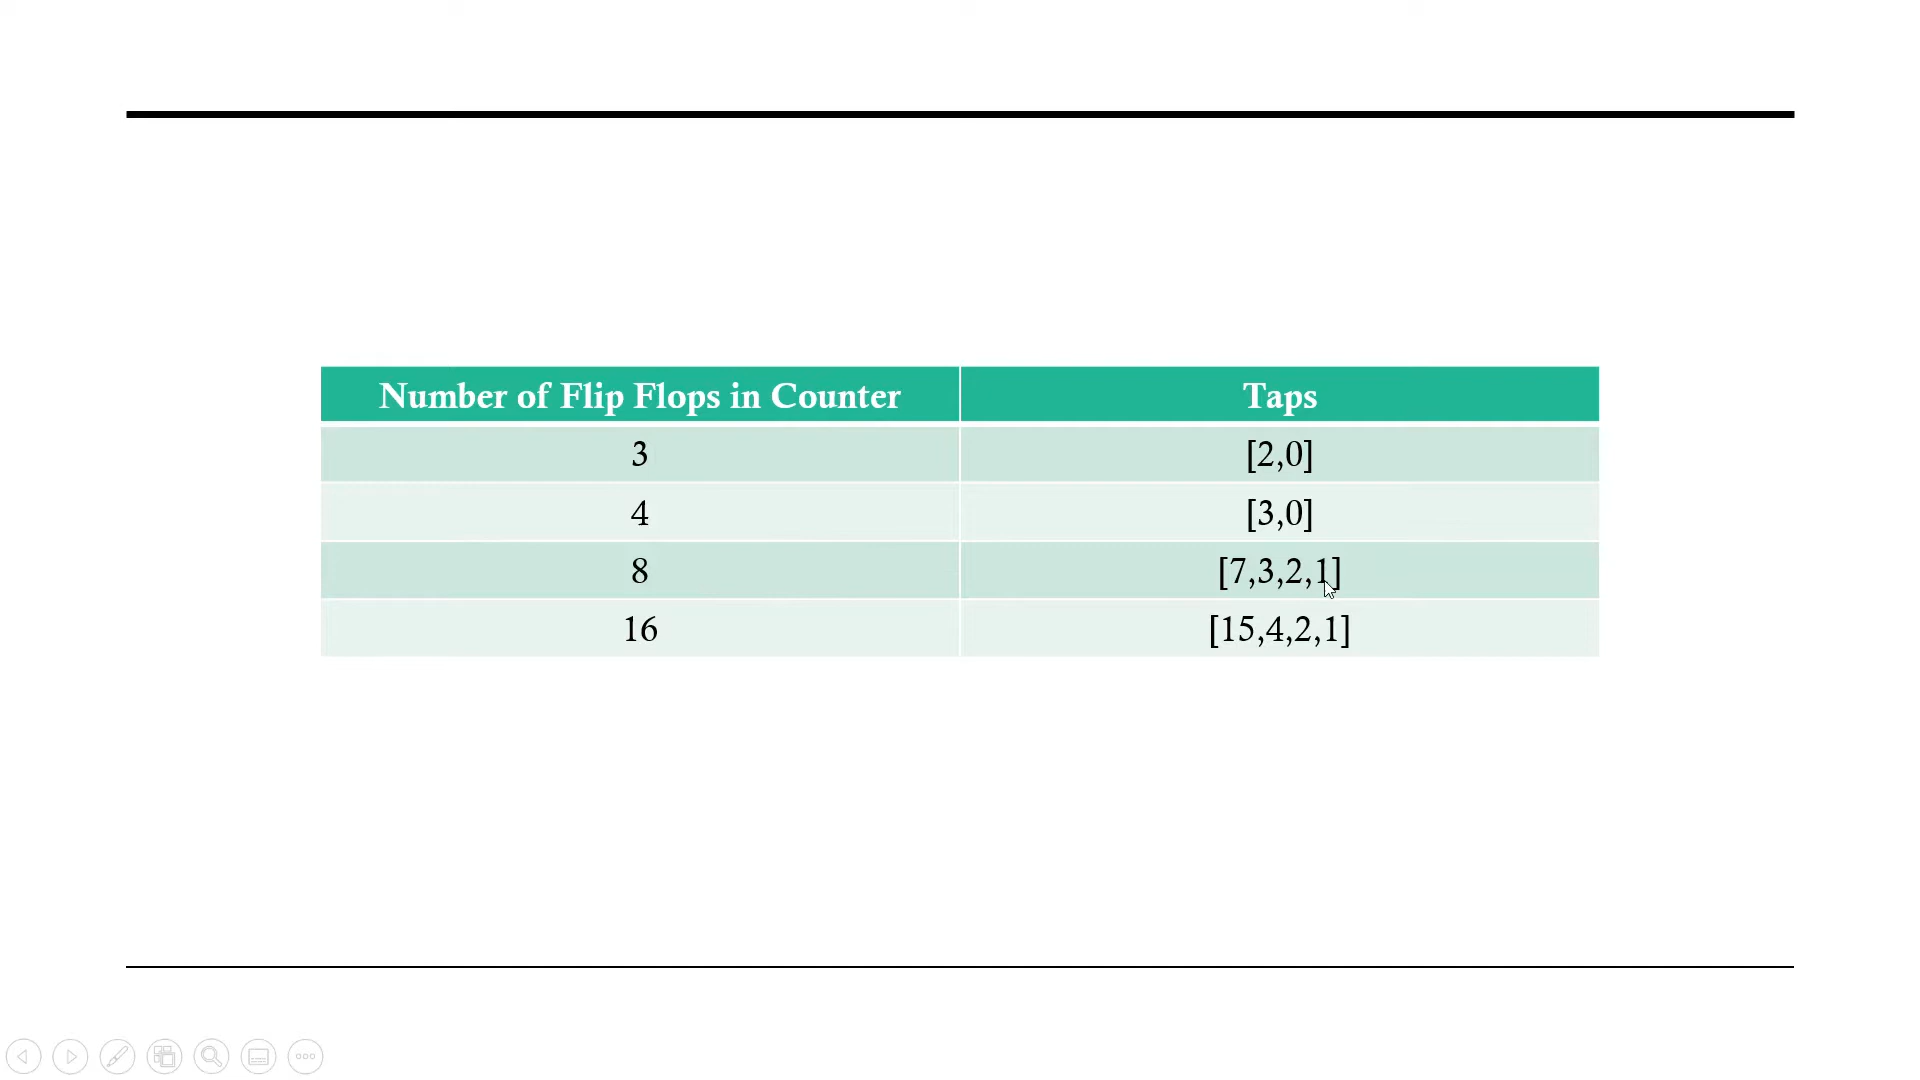 Number of Flip Flops in Counter Taps
3 [2,0]
4 [3,0]
8 [7,3,2,1]
16 [15,4,2,1]